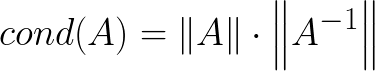 cond(A) = ‖A‖ · ‖A⁻¹‖